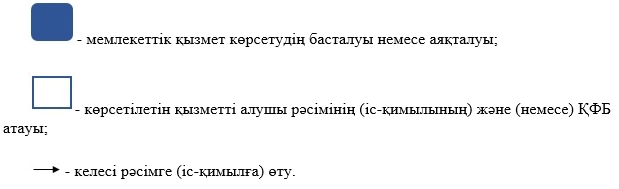 - мемлекеттік қызмет көрсетудің басталуы немесе аяқталуы;
- көрсетілетін қызметті алушы рәсімінің (іс-қимылының) және (немесе) ҚФБ
атауы;
- келесі рәсімге (іс-қимылға) өту.